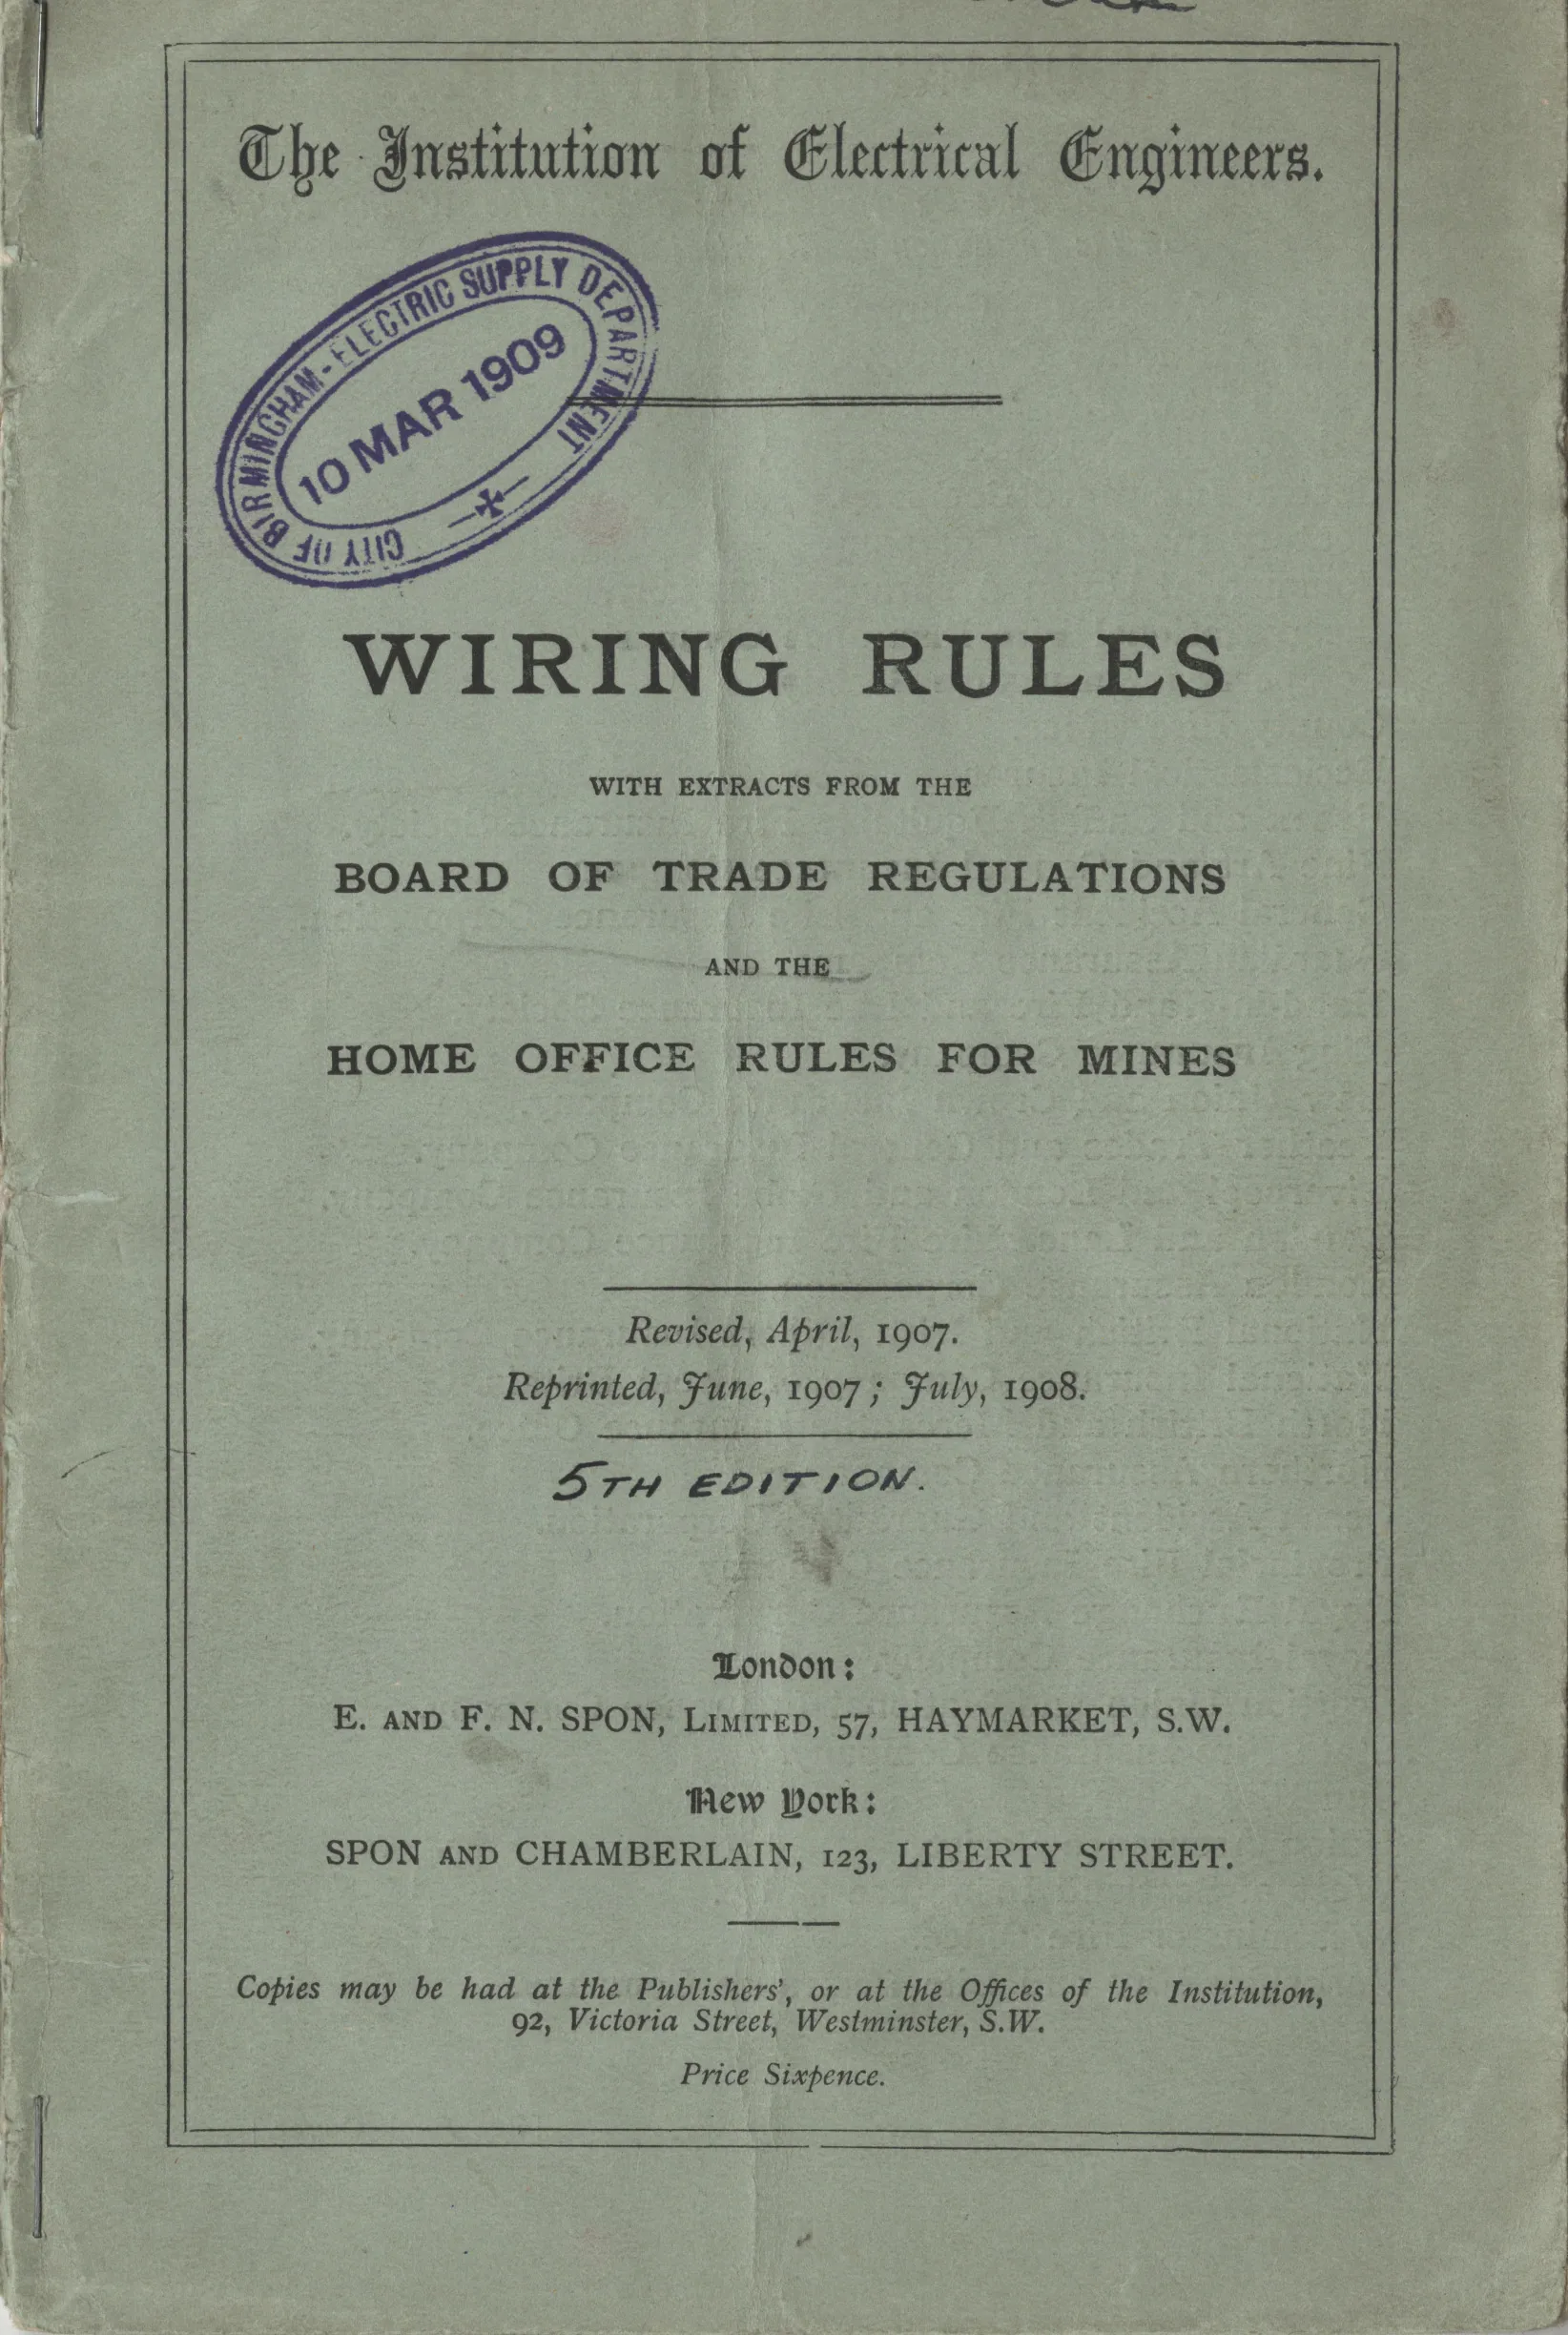 The Institution of Electrical Engineers.
CITY OF BIRMINGHAM-ELECTRIC SUPPLY DEPARTMENT
10 MAR 1909
WIRING RULES
WITH EXTRACTS FROM THE
BOARD OF TRADE REGULATIONS
AND THE
HOME OFFICE RULES FOR MINES
Revised, April, 1907.
Reprinted, June, 1907; July, 1908.
5TH EDITION.
London:
E. AND F. N. SPON, LIMITED, 57, HAYMARKET, S.W.
New York:
SPON AND CHAMBERLAIN, 123, LIBERTY STREET.
Copies may be had at the Publishers', or at the Offices of the Institution,
92, Victoria Street, Westminster, S.W.
Price Sixpence.